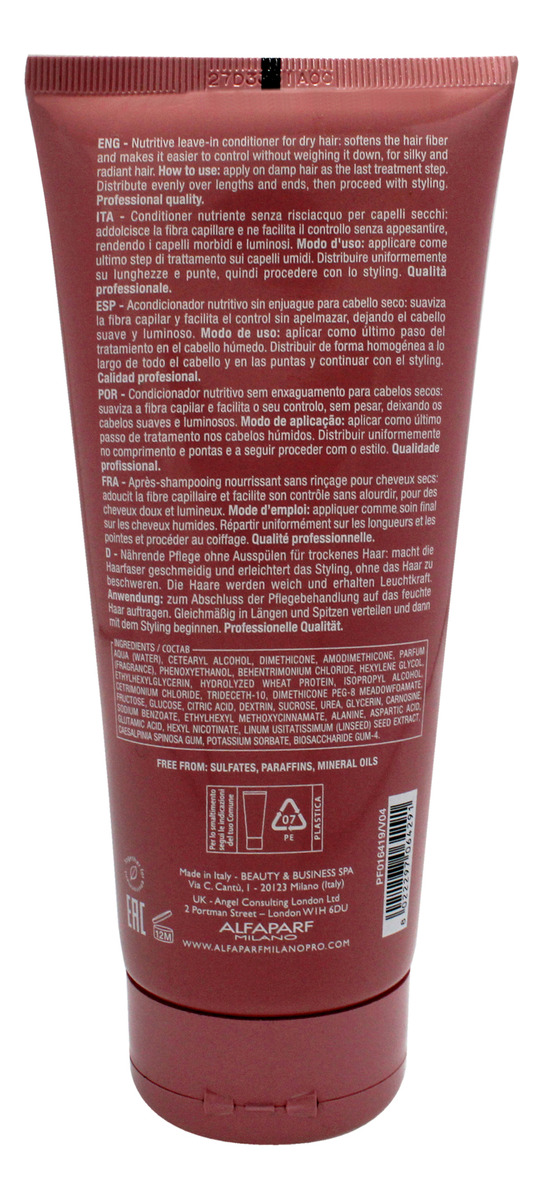 ENG - Nutritive leave-in conditioner for dry hair: softens the hair fiber
and makes it easier to control without weighing it down, for silky and
radiant hair. How to use: apply on damp hair as the last treatment step.
Distribute evenly over lengths and ends, then proceed with styling.
Professional quality.
ITA - Conditioner nutriente senza risciacquo per capelli secchi:
addolcisce la fibra capillare e ne facilita il controllo senza appesantire,
rendendo i capelli morbidi e luminosi. Modo d'uso: applicare come
ultimo step di trattamento sui capelli umidi. Distribuire uniformemente
su lunghezze e punte, quindi procedere con lo styling. Qualità
professionale.
ESP - Acondicionador nutritivo sin enjuague para cabello seco: suaviza
la fibra capilar y facilita el control sin apelmazar, dejando el cabello
suave y luminoso. Modo de uso: aplicar como último paso del
tratamiento en el cabello húmedo. Distribuir de forma homogénea a lo
largo de todo el cabello y en las puntas y continuar con el styling.
Calidad profesional.
POR - Condicionador nutritivo sem enxaguamento para cabelos secos:
suaviza a fibra capilar e facilita o seu controlo, sem pesar, deixando os
cabelos suaves e luminosos. Modo de aplicação: aplicar como último
passo de tratamento nos cabelos húmidos. Distribuir uniformemente
no comprimento e pontas e a seguir proceder com o estilo. Qualidade
profissional.
FRA - Après-shampooing nourrissant sans rinçage pour cheveux secs:
adoucit la fibre capillaire et facilite son contrôle sans alourdir, pour des
cheveux doux et lumineux. Mode d'emploi: appliquer comme soin final
sur les cheveux humides. Répartir uniformément sur les longueurs et les
pointes et procéder au coiffage. Qualité professionnelle.
D - Nährende Pflege ohne Ausspülen für trockenes Haar: macht die
Haarfaser geschmeidig und erleichtert das Styling, ohne das Haar zu
beschweren. Die Haare werden weich und erhalten Leuchtkraft.
Anwendung: zum Abschluss der Pflegebehandlung auf das feuchte
Haar auftragen. Gleichmäßig in Längen und Spitzen verteilen und dann
mit dem Styling beginnen. Professionelle Qualität.
INGREDIENTS / СОСТАВ
AQUA (WATER), CETEARYL ALCOHOL, DIMETHICONE, AMODIMETHICONE, PARFUM
(FRAGRANCE), PHENOXYETHANOL, BEHENTRIMONIUM CHLORIDE, HEXYLENE GLYCOL,
ETHYLHEXYLGLYCERIN, HYDROLYZED WHEAT PROTEIN, ISOPROPYL ALCOHOL,
CETRIMONIUM CHLORIDE, TRIDECETH-10, DIMETHICONE PEG-8 MEADOWFOAMATE,
FRUCTOSE, GLUCOSE, CITRIC ACID, DEXTRIN, SUCROSE, UREA, GLYCERIN, CARNOSINE,
SODIUM BENZOATE, ETHYLHEXYL METHOXYCINNAMATE, ALANINE, ASPARTIC ACID,
GLUTAMIC ACID, HEXYL NICOTINATE, LINUM USITATISSIMUM (LINSEED) SEED EXTRACT,
CAESALPINIA SPINOSA GUM, POTASSIUM SORBATE, BIOSACCHARIDE GUM-4.
FREE FROM: SULFATES, PARAFFINS, MINERAL OILS
Per lo smaltimento
segui le indicazioni
del tuo Comune
07
PE
PLASTICA
PF016419/V04
Made in Italy - BEAUTY & BUSINESS SPA
Via C. Cantù, 1 - 20123 Milano (Italy)
UK - Angel Consulting London Ltd
2 Portman Street – London W1H 6DU
EAC
12M
ALFAPARF
MILANO
WWW.ALFAPARFMILANOPRO.COM